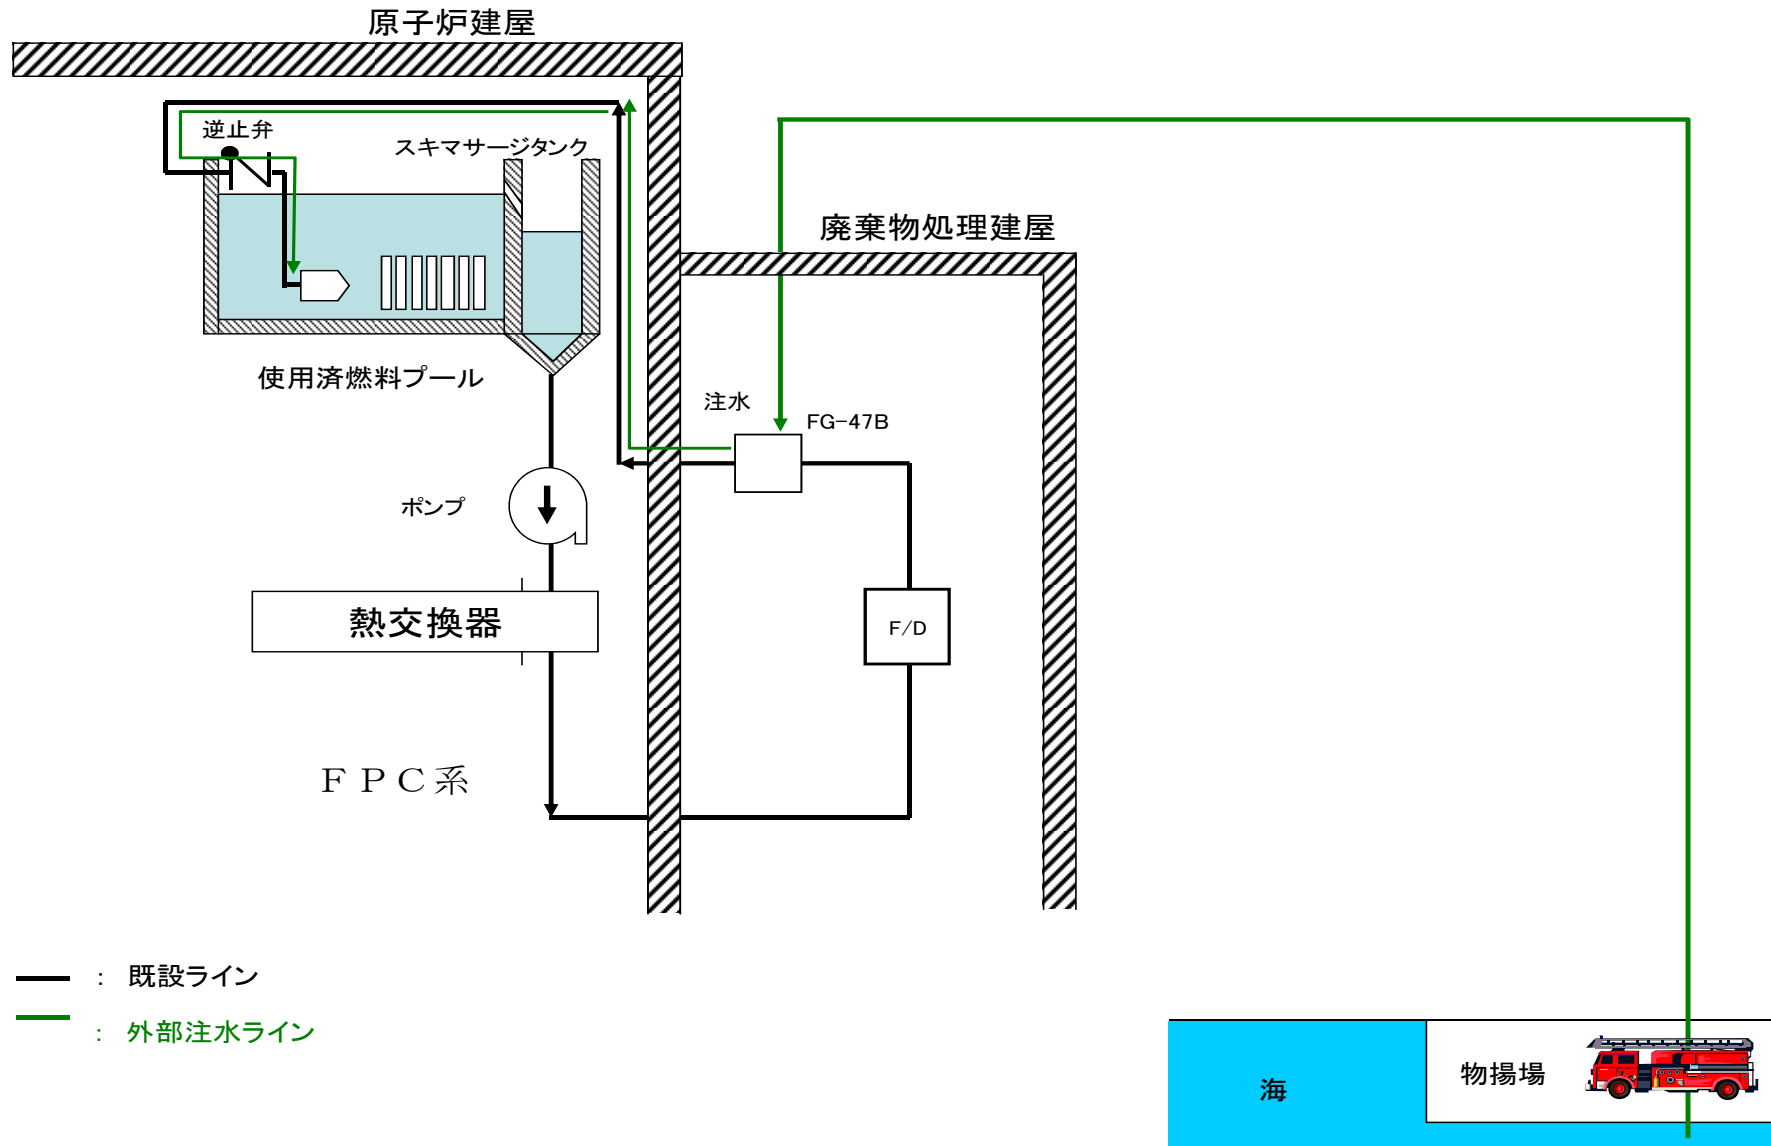 原子炉建屋
逆止弁
スキマサージタンク
廃棄物処理建屋
使用済燃料プール
注水
FG-47B
ポンプ
熱交換器
F/D
ＦＰＣ系
： 既設ライン
： 外部注水ライン
物揚場
海